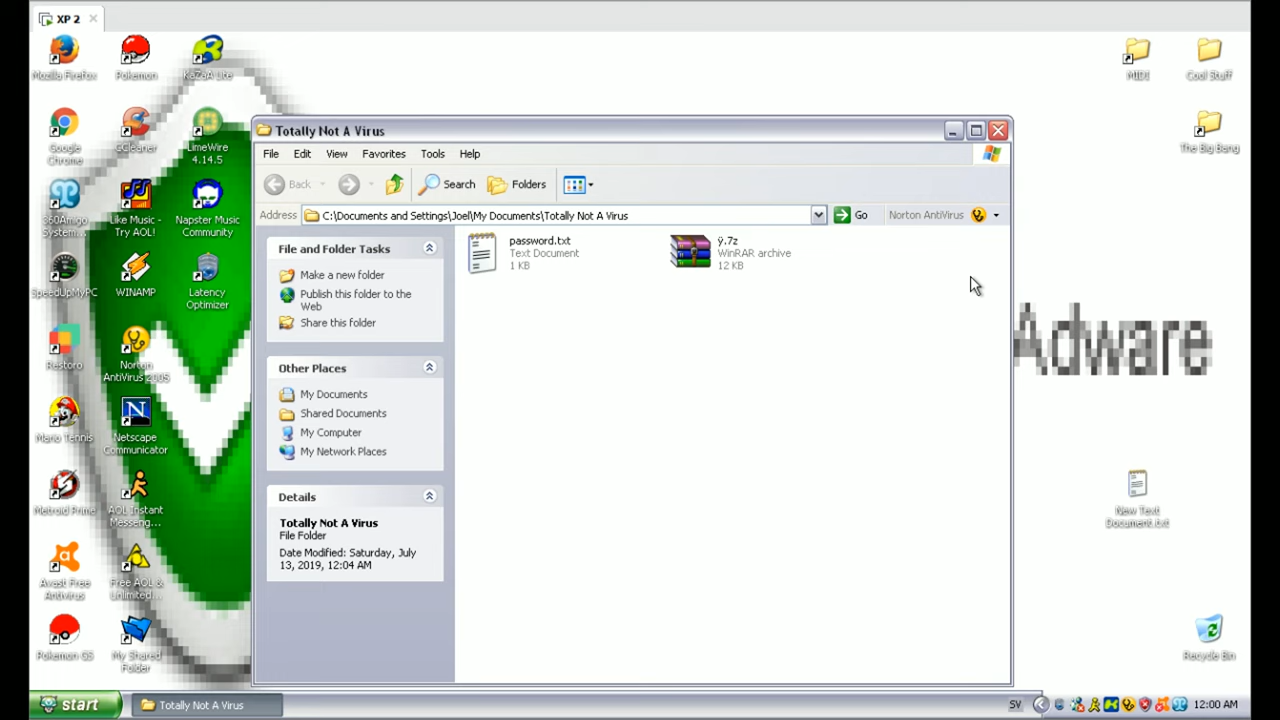 XP 2
Mozilla Firefox
Pokemon
KaZaA Lite
MIDI
Cool Stuff
Google
Chrome
CCleaner
LimeWire
4.14.5
The Big Bang
360Amigo
System...
Like Music -
Try AOL!
Napster Music
Community
SpeedUpMyPC
WINAMP
Latency
Optimizer
Restoro
Norton
AntiVirus 2005
Mario Tennis
Netscape
Communicator
Metroid Prime
AOL Instant
Messeng...
Avast Free
Antivirus
Free AOL &
Unlimited...
Pokemon GS
My Shared
Folder
Totally Not A Virus
File Edit View Favorites Tools Help
Back Search Folders
Address C:\Documents and Settings\Joel\My Documents\Totally Not A Virus Go Norton AntiVirus
File and Folder Tasks
Make a new folder
Publish this folder to the
Web
Share this folder
Other Places
My Documents
Shared Documents
My Computer
My Network Places
Details
Totally Not A Virus
File Folder
Date Modified: Saturday, July
13, 2019, 12:04 AM
password.txt
Text Document
1 KB
ÿ.7z
WinRAR archive
12 KB
Adware
New Text
Document.txt
Recycle Bin
start Totally Not A Virus SV 12:00 AM